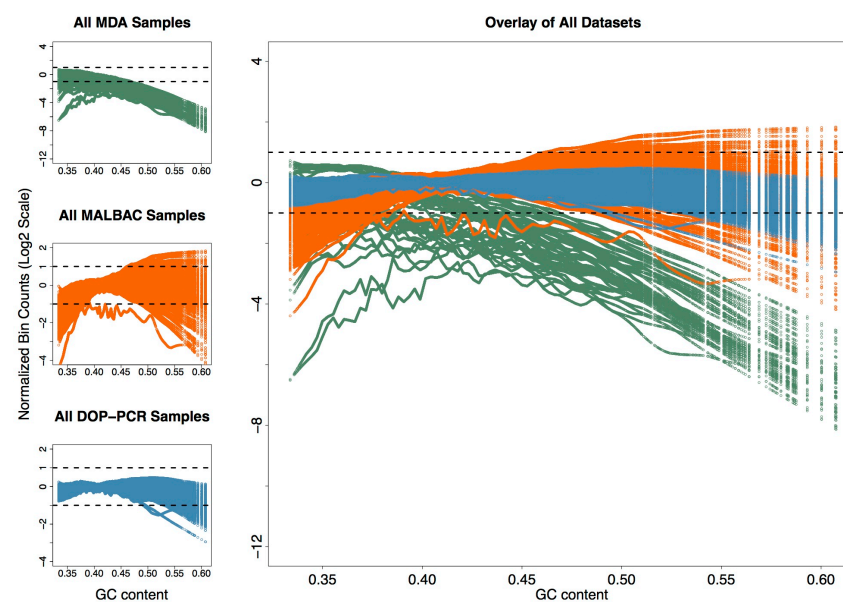 All MDA Samples
4
0
−4
−8
−12
0.35 0.40 0.45 0.50 0.55 0.60
All MALBAC Samples
2
0
−2
−4
0.35 0.40 0.45 0.50 0.55 0.60
All DOP−PCR Samples
2
0
−2
−4
0.35 0.40 0.45 0.50 0.55 0.60
GC content
Normalized Bin Counts (Log2 Scale)
Overlay of All Datasets
4
0
−4
−8
−12
0.35 0.40 0.45 0.50 0.55 0.60
GC content